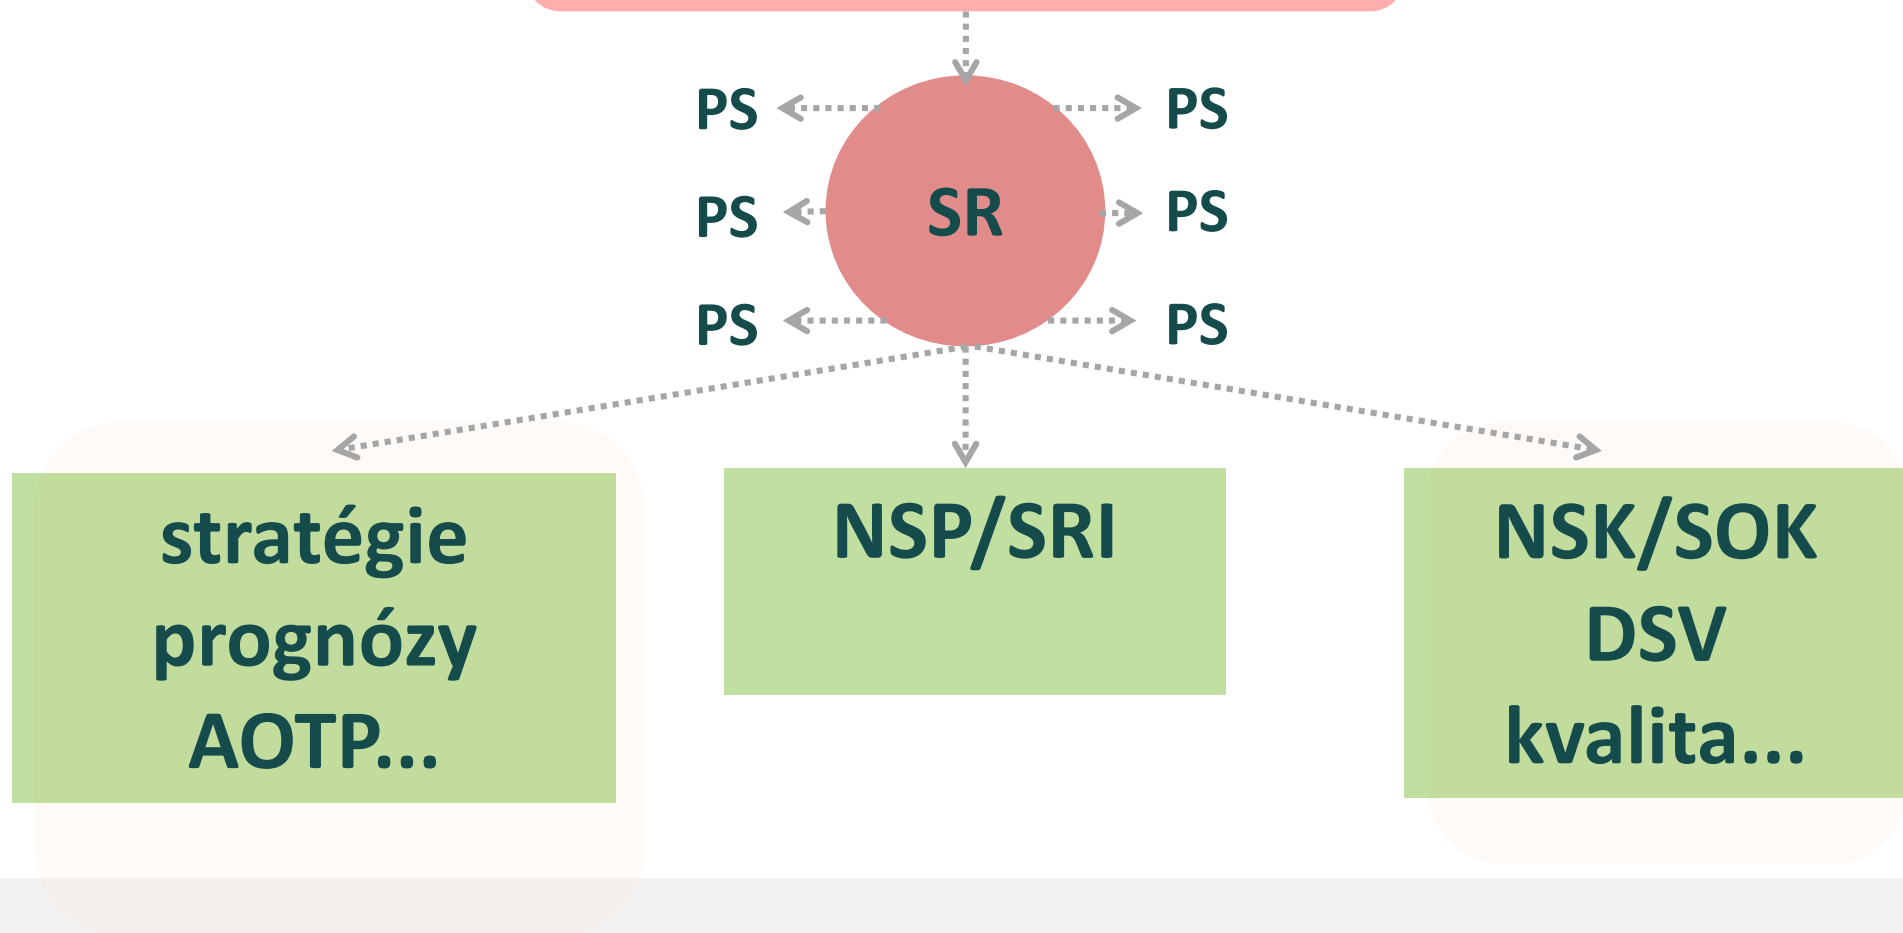 PS
PS
PS
SR
PS
PS
PS
stratégie
prognózy
AOTP...
NSP/SRI
NSK/SOK
DSV
kvalita...